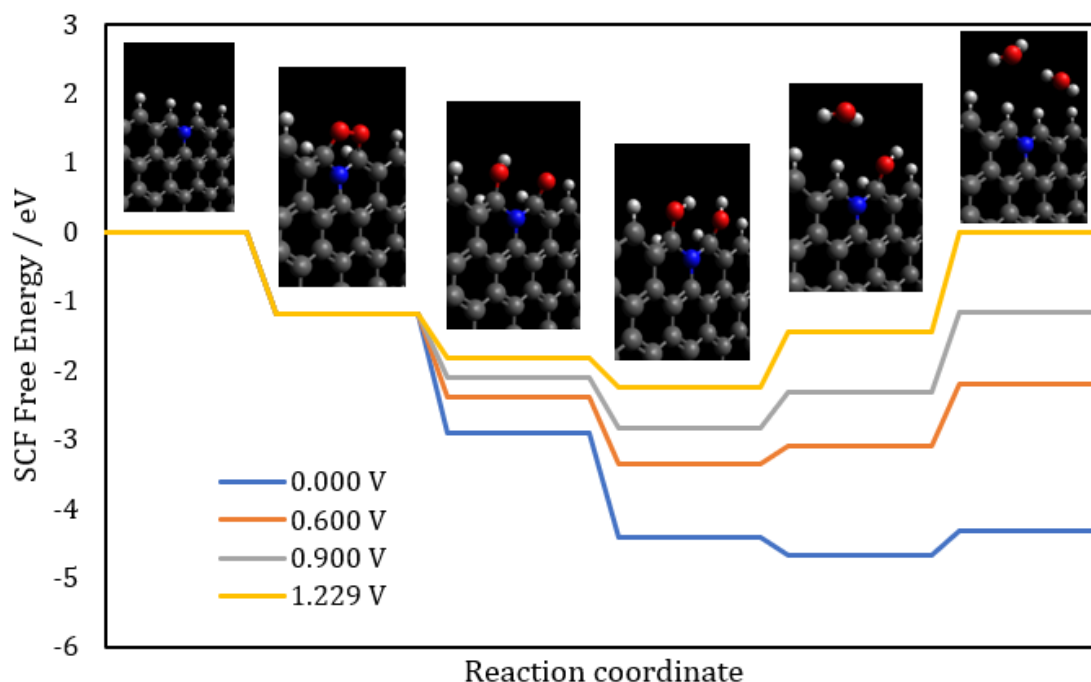 3
2
1
0
-1
-2
-3
-4
-5
-6
SCF Free Energy / eV
0.000 V
0.600 V
0.900 V
1.229 V
Reaction coordinate